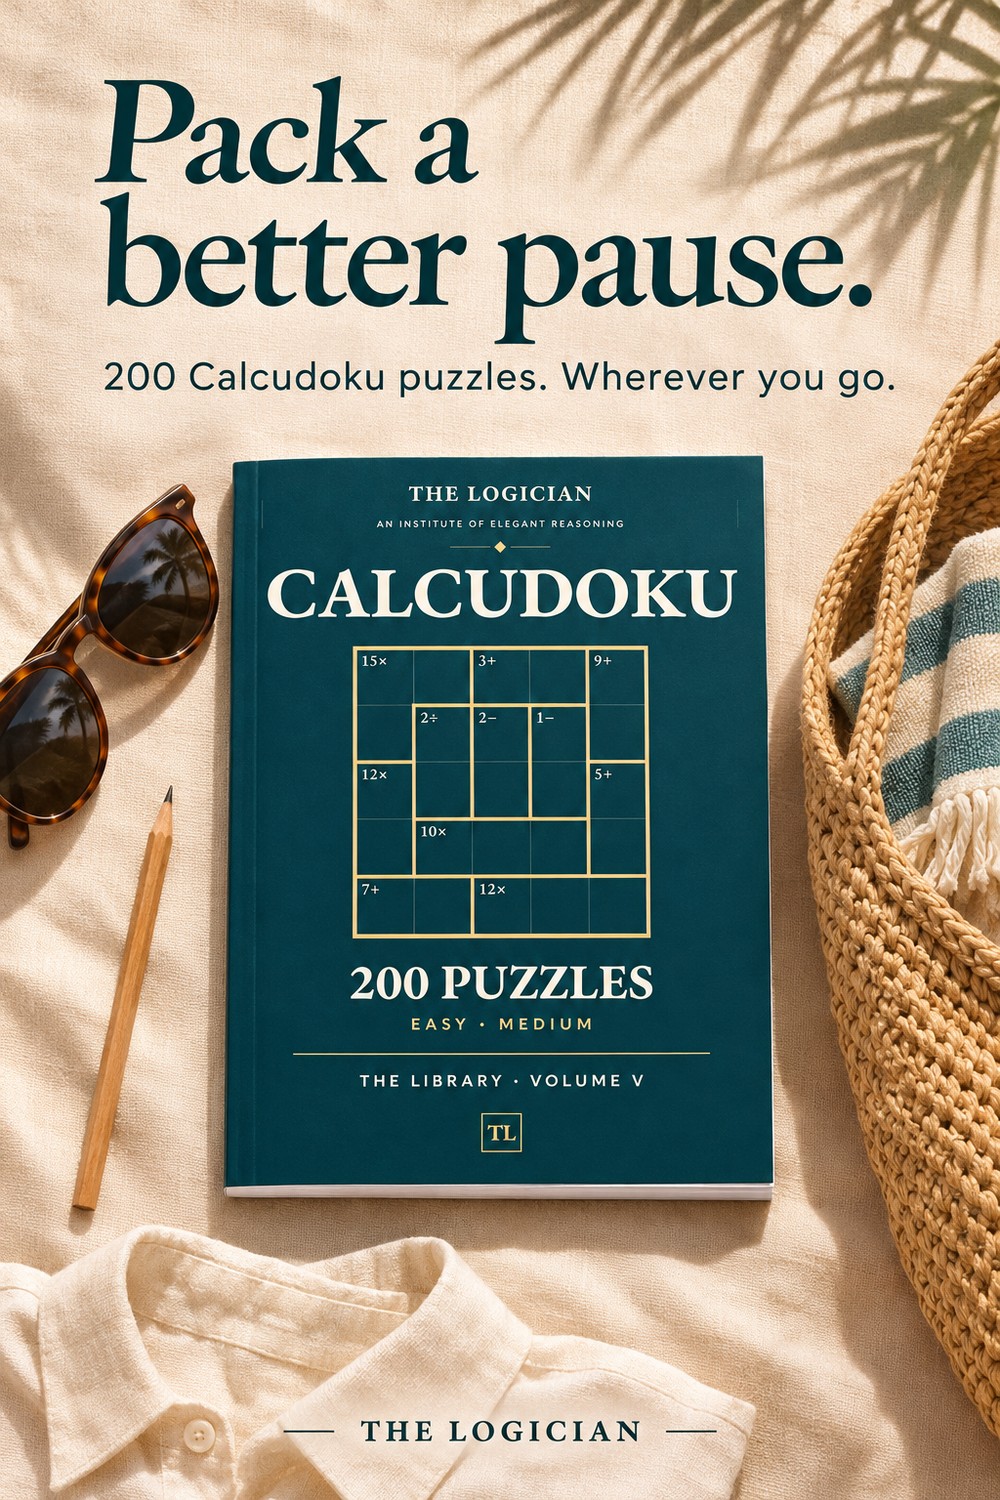 Pack a
better pause.
200 Calcudoku puzzles. Wherever you go.
THE LOGICIAN
AN INSTITUTE OF ELEGANT REASONING
CALCUDOKU
15× 3+ 9+
2÷ 2− 1−
12× 5+
10×
7+ 12×
200 PUZZLES
EASY • MEDIUM
THE LIBRARY • VOLUME V
TL
THE LOGICIAN